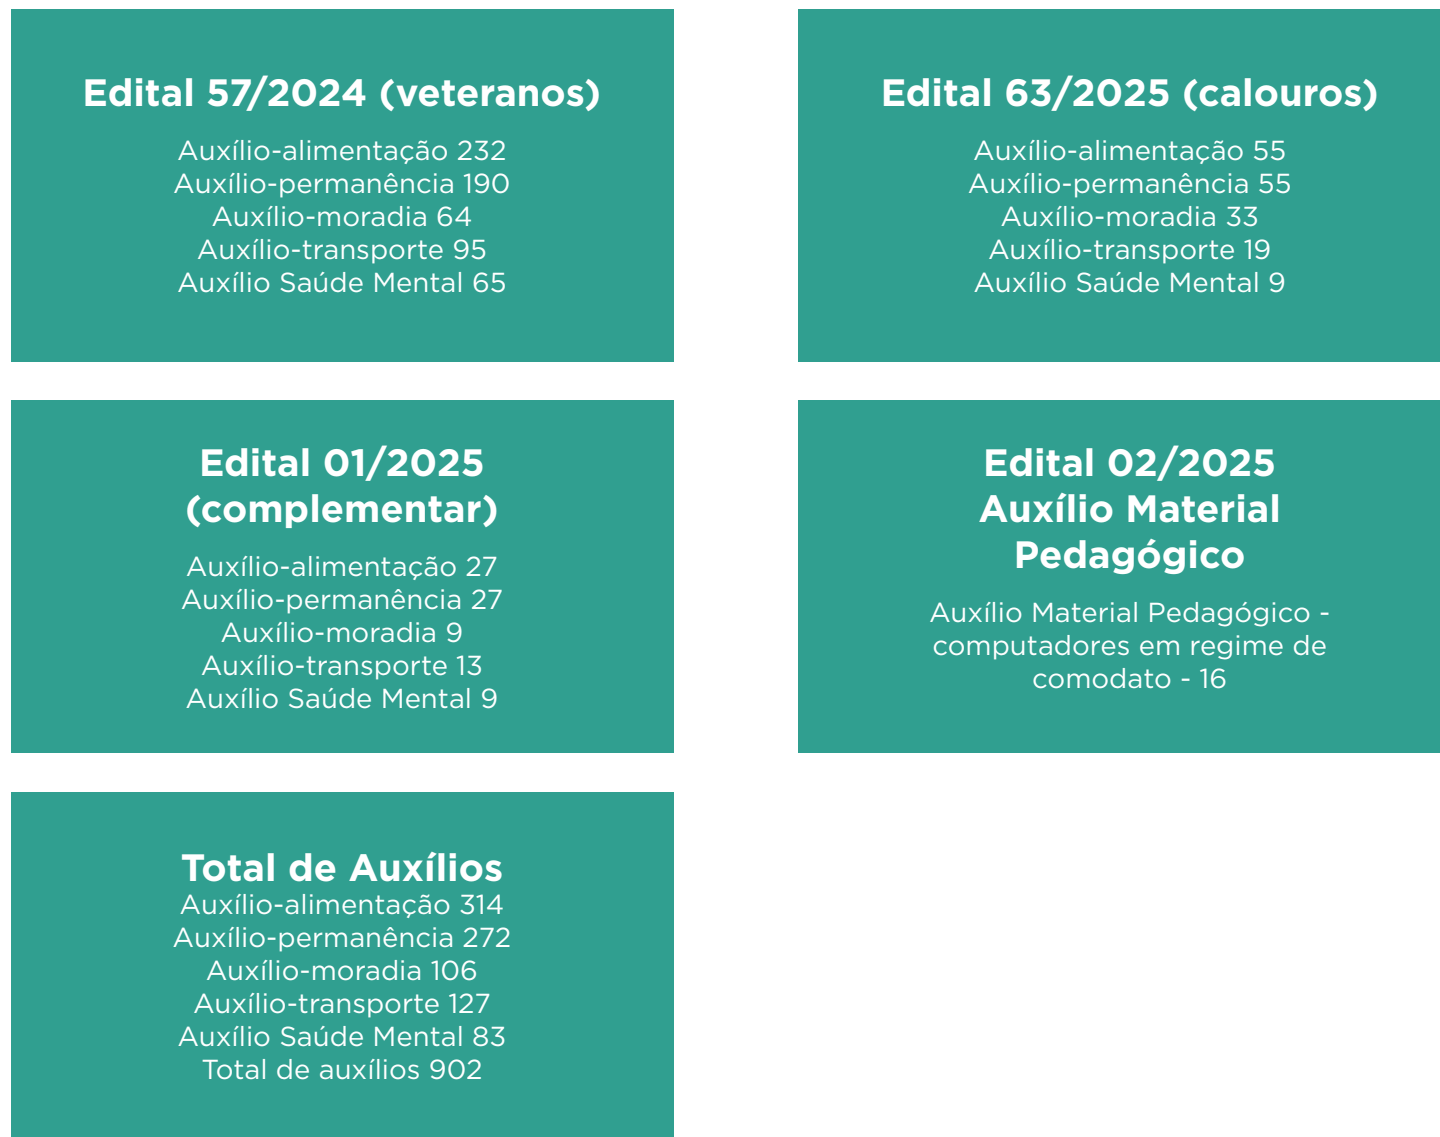 Edital 57/2024 (veteranos)
Auxílio-alimentação 232
Auxílio-permanência 190
Auxílio-moradia 64
Auxílio-transporte 95
Auxílio Saúde Mental 65
Edital 63/2025 (calouros)
Auxílio-alimentação 55
Auxílio-permanência 55
Auxílio-moradia 33
Auxílio-transporte 19
Auxílio Saúde Mental 9
Edital 01/2025
(complementar)
Auxílio-alimentação 27
Auxílio-permanência 27
Auxílio-moradia 9
Auxílio-transporte 13
Auxílio Saúde Mental 9
Edital 02/2025
Auxílio Material
Pedagógico
Auxílio Material Pedagógico -
computadores em regime de
comodato - 16
Total de Auxílios
Auxílio-alimentação 314
Auxílio-permanência 272
Auxílio-moradia 106
Auxílio-transporte 127
Auxílio Saúde Mental 83
Total de auxílios 902